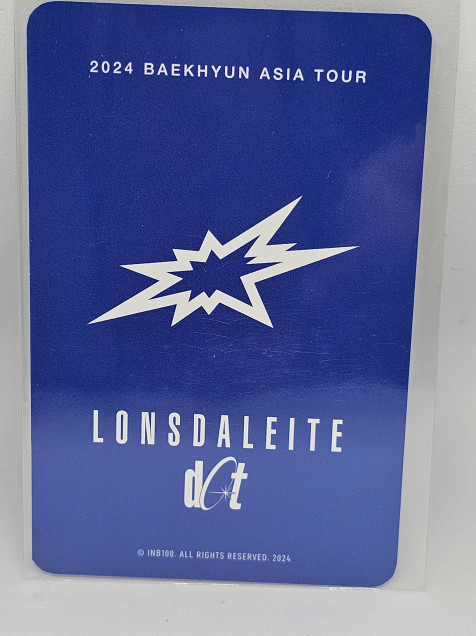 2024 BAEKHYUN ASIA TOUR
LONSDALEITE
dot
© INB100. ALL RIGHTS RESERVED. 2024